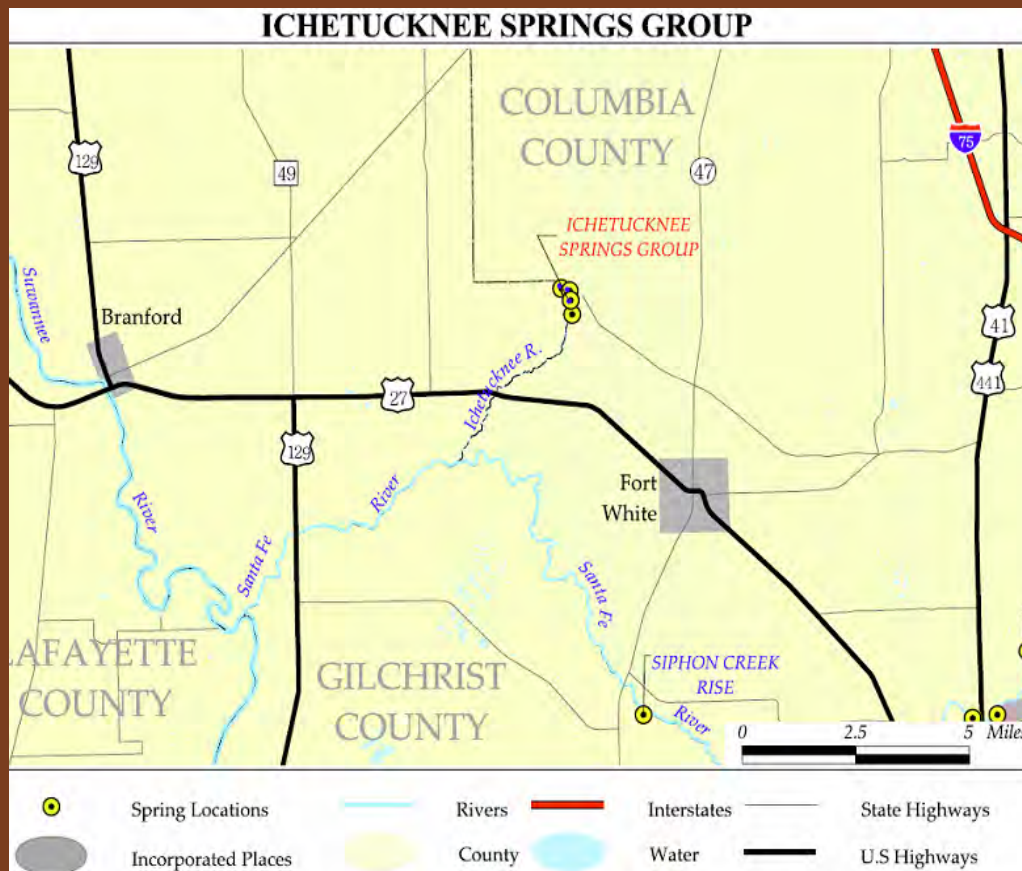 ICHETUCKNEE SPRINGS GROUP
COLUMBIA
COUNTY
75
129
49
47
ICHETUCKNEE
SPRINGS GROUP
Suwannee
Branford
41
Ichetucknee R.
441
27
129
Fort
White
River
River
Santa Fe
Santa Fe
LAFAYETTE
COUNTY
GILCHRIST
COUNTY
SIPHON CREEK
RISE
River
0 2.5 5 Miles
Spring Locations
Rivers
Interstates
State Highways
Incorporated Places
County
Water
U.S Highways